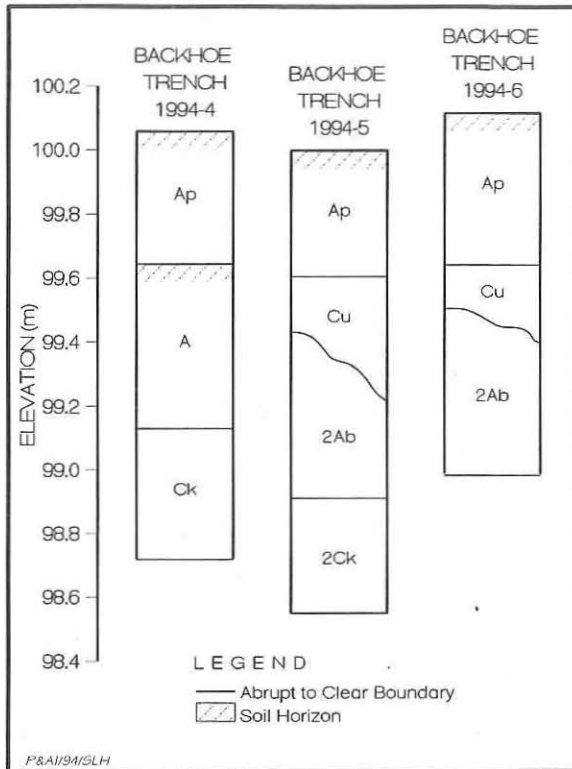 BACKHOE
TRENCH
1994-4
BACKHOE
TRENCH
1994-5
BACKHOE
TRENCH
1994-6
ELEVATION (m)
100.2
100.0
99.8
99.6
99.4
99.2
99.0
98.8
98.6
98.4
Ap
A
Ck
Ap
Cu
2Ab
2Ck
Ap
Cu
2Ab
LEGEND
Abrupt to Clear Boundary
Soil Horizon
P&AI/94/SLH